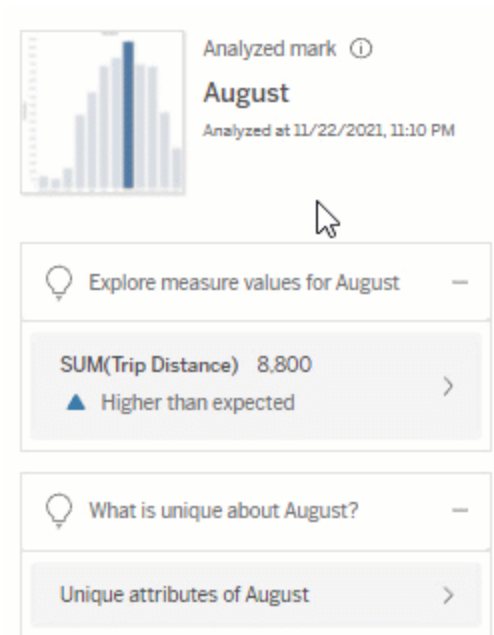 Analyzed mark
August
Analyzed at 11/22/2021, 11:10 PM
Explore measure values for August
SUM(Trip Distance) 8,800
Higher than expected
What is unique about August?
Unique attributes of August